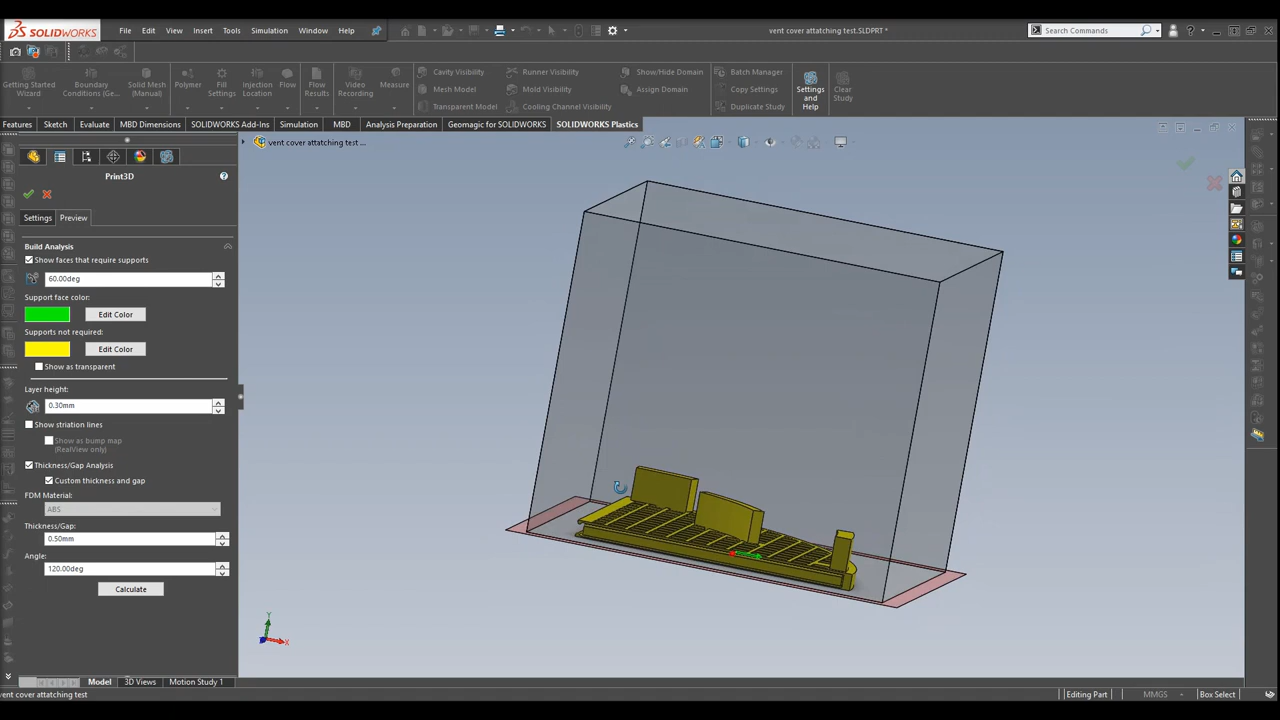 SOLIDWORKS File Edit View Insert Tools Simulation Window Help vent cover attatching test.SLDPRT * Search Commands
Getting Started Wizard
Boundary Conditions (Ge...
Solid Mesh (Manual)
Polymer
Fill Settings
Injection Location
Flow
Flow Results
Video Recording
Measure
Cavity Visibility Runner Visibility Show/Hide Domain Batch Manager
Mesh Model Mold Visibility Assign Domain Copy Settings
Transparent Model Cooling Channel Visibility Duplicate Study
Settings and Help
Clear Study
Features Sketch Evaluate MBD Dimensions SOLIDWORKS Add-Ins Simulation MBD Analysis Preparation Geomagic for SOLIDWORKS SOLIDWORKS Plastics
vent cover attatching test ...
Print3D
Settings Preview
Build Analysis
Show faces that require supports
60.00deg
Support face color:
Edit Color
Supports not required:
Edit Color
Show as transparent
Layer height:
0.30mm
Show striation lines
Show as bump map
(RealView only)
Thickness/Gap Analysis
Custom thickness and gap
FDM Material:
ABS
Thickness/Gap:
0.50mm
Angle:
120.00deg
Calculate
Y
X
Model 3D Views Motion Study 1
vent cover attatching test Editing Part MMGS Box Select